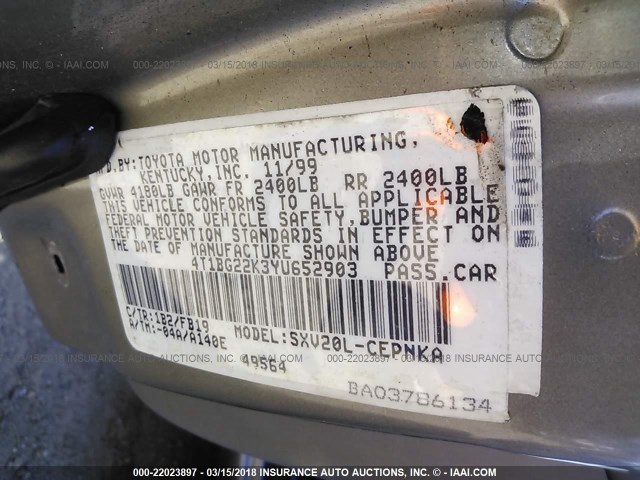 000-22023897 - 03/15/2018 - INSURANCE AUTO AUCTIONS, INC. - © IAAI.COM
MFD.BY:TOYOTA MOTOR MANUFACTURING,
KENTUCKY,INC. 11/99
GVWR 4180LB GAWR FR 2400LB RR 2400LB
THIS VEHICLE CONFORMS TO ALL APPLICABLE
FEDERAL MOTOR VEHICLE SAFETY,BUMPER AND
THEFT PREVENTION STANDARDS IN EFFECT ON
THE DATE OF MANUFACTURE SHOWN ABOVE
4T1BG22K3YU652903 PASS.CAR
C/TR:1B2/FB19
A/TM:-04A/A140E MODEL:SXV20L-CEPNKA
49564
BA03786134
000-22023897 - 03/15/2018 - INSURANCE AUTO AUCTIONS, INC. - © IAAI.COM